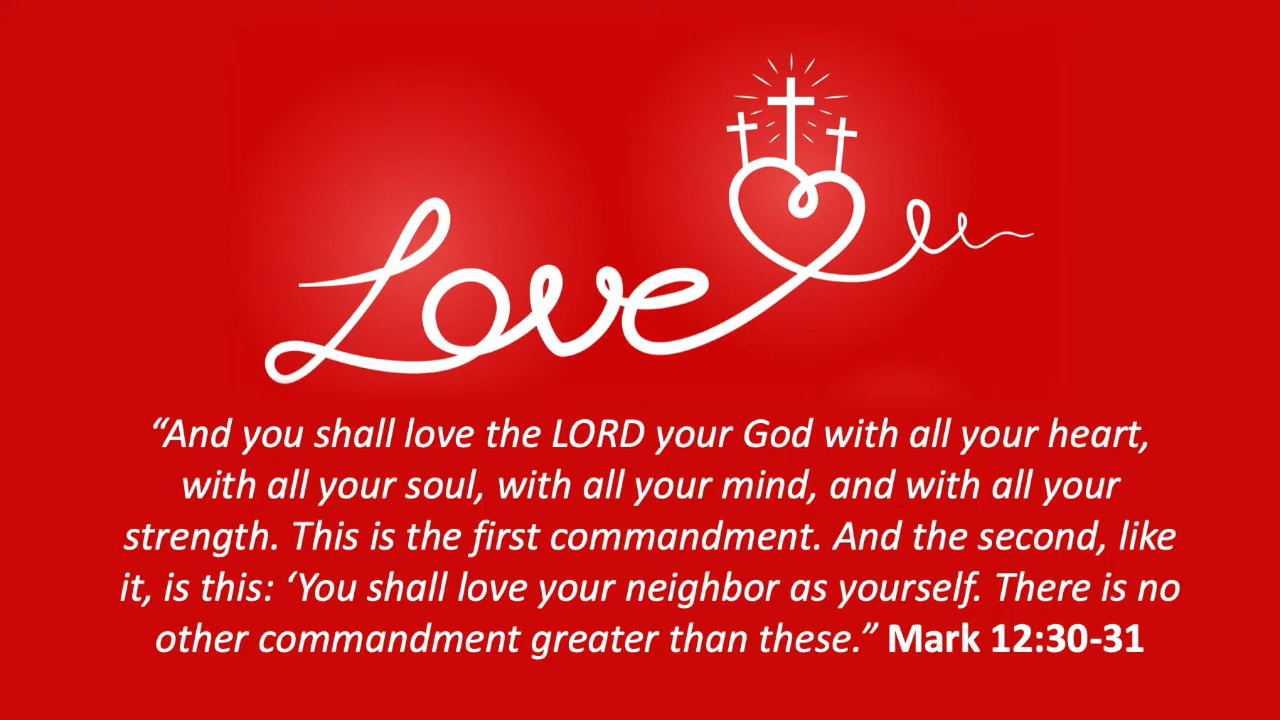 Love
“And you shall love the LORD your God with all your heart,
with all your soul, with all your mind, and with all your
strength. This is the first commandment. And the second, like
it, is this: ‘You shall love your neighbor as yourself. There is no
other commandment greater than these.” Mark 12:30-31